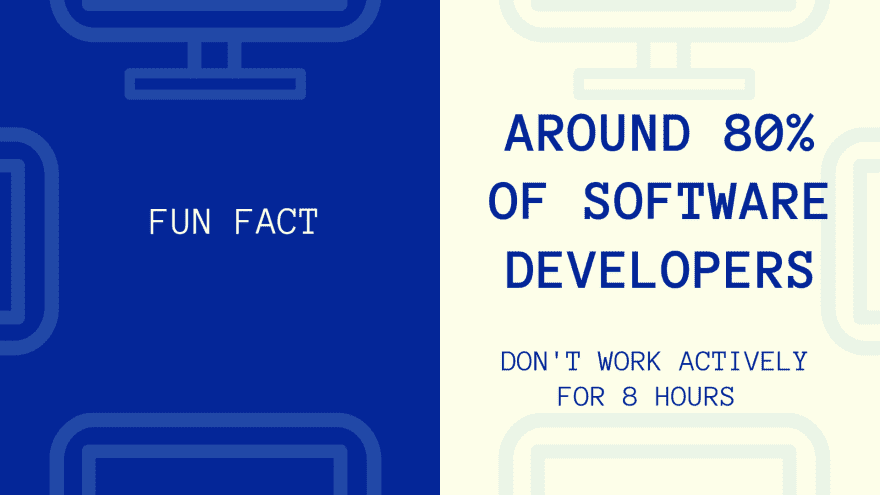 FUN FACT
AROUND 80%
OF SOFTWARE
DEVELOPERS
DON'T WORK ACTIVELY
FOR 8 HOURS